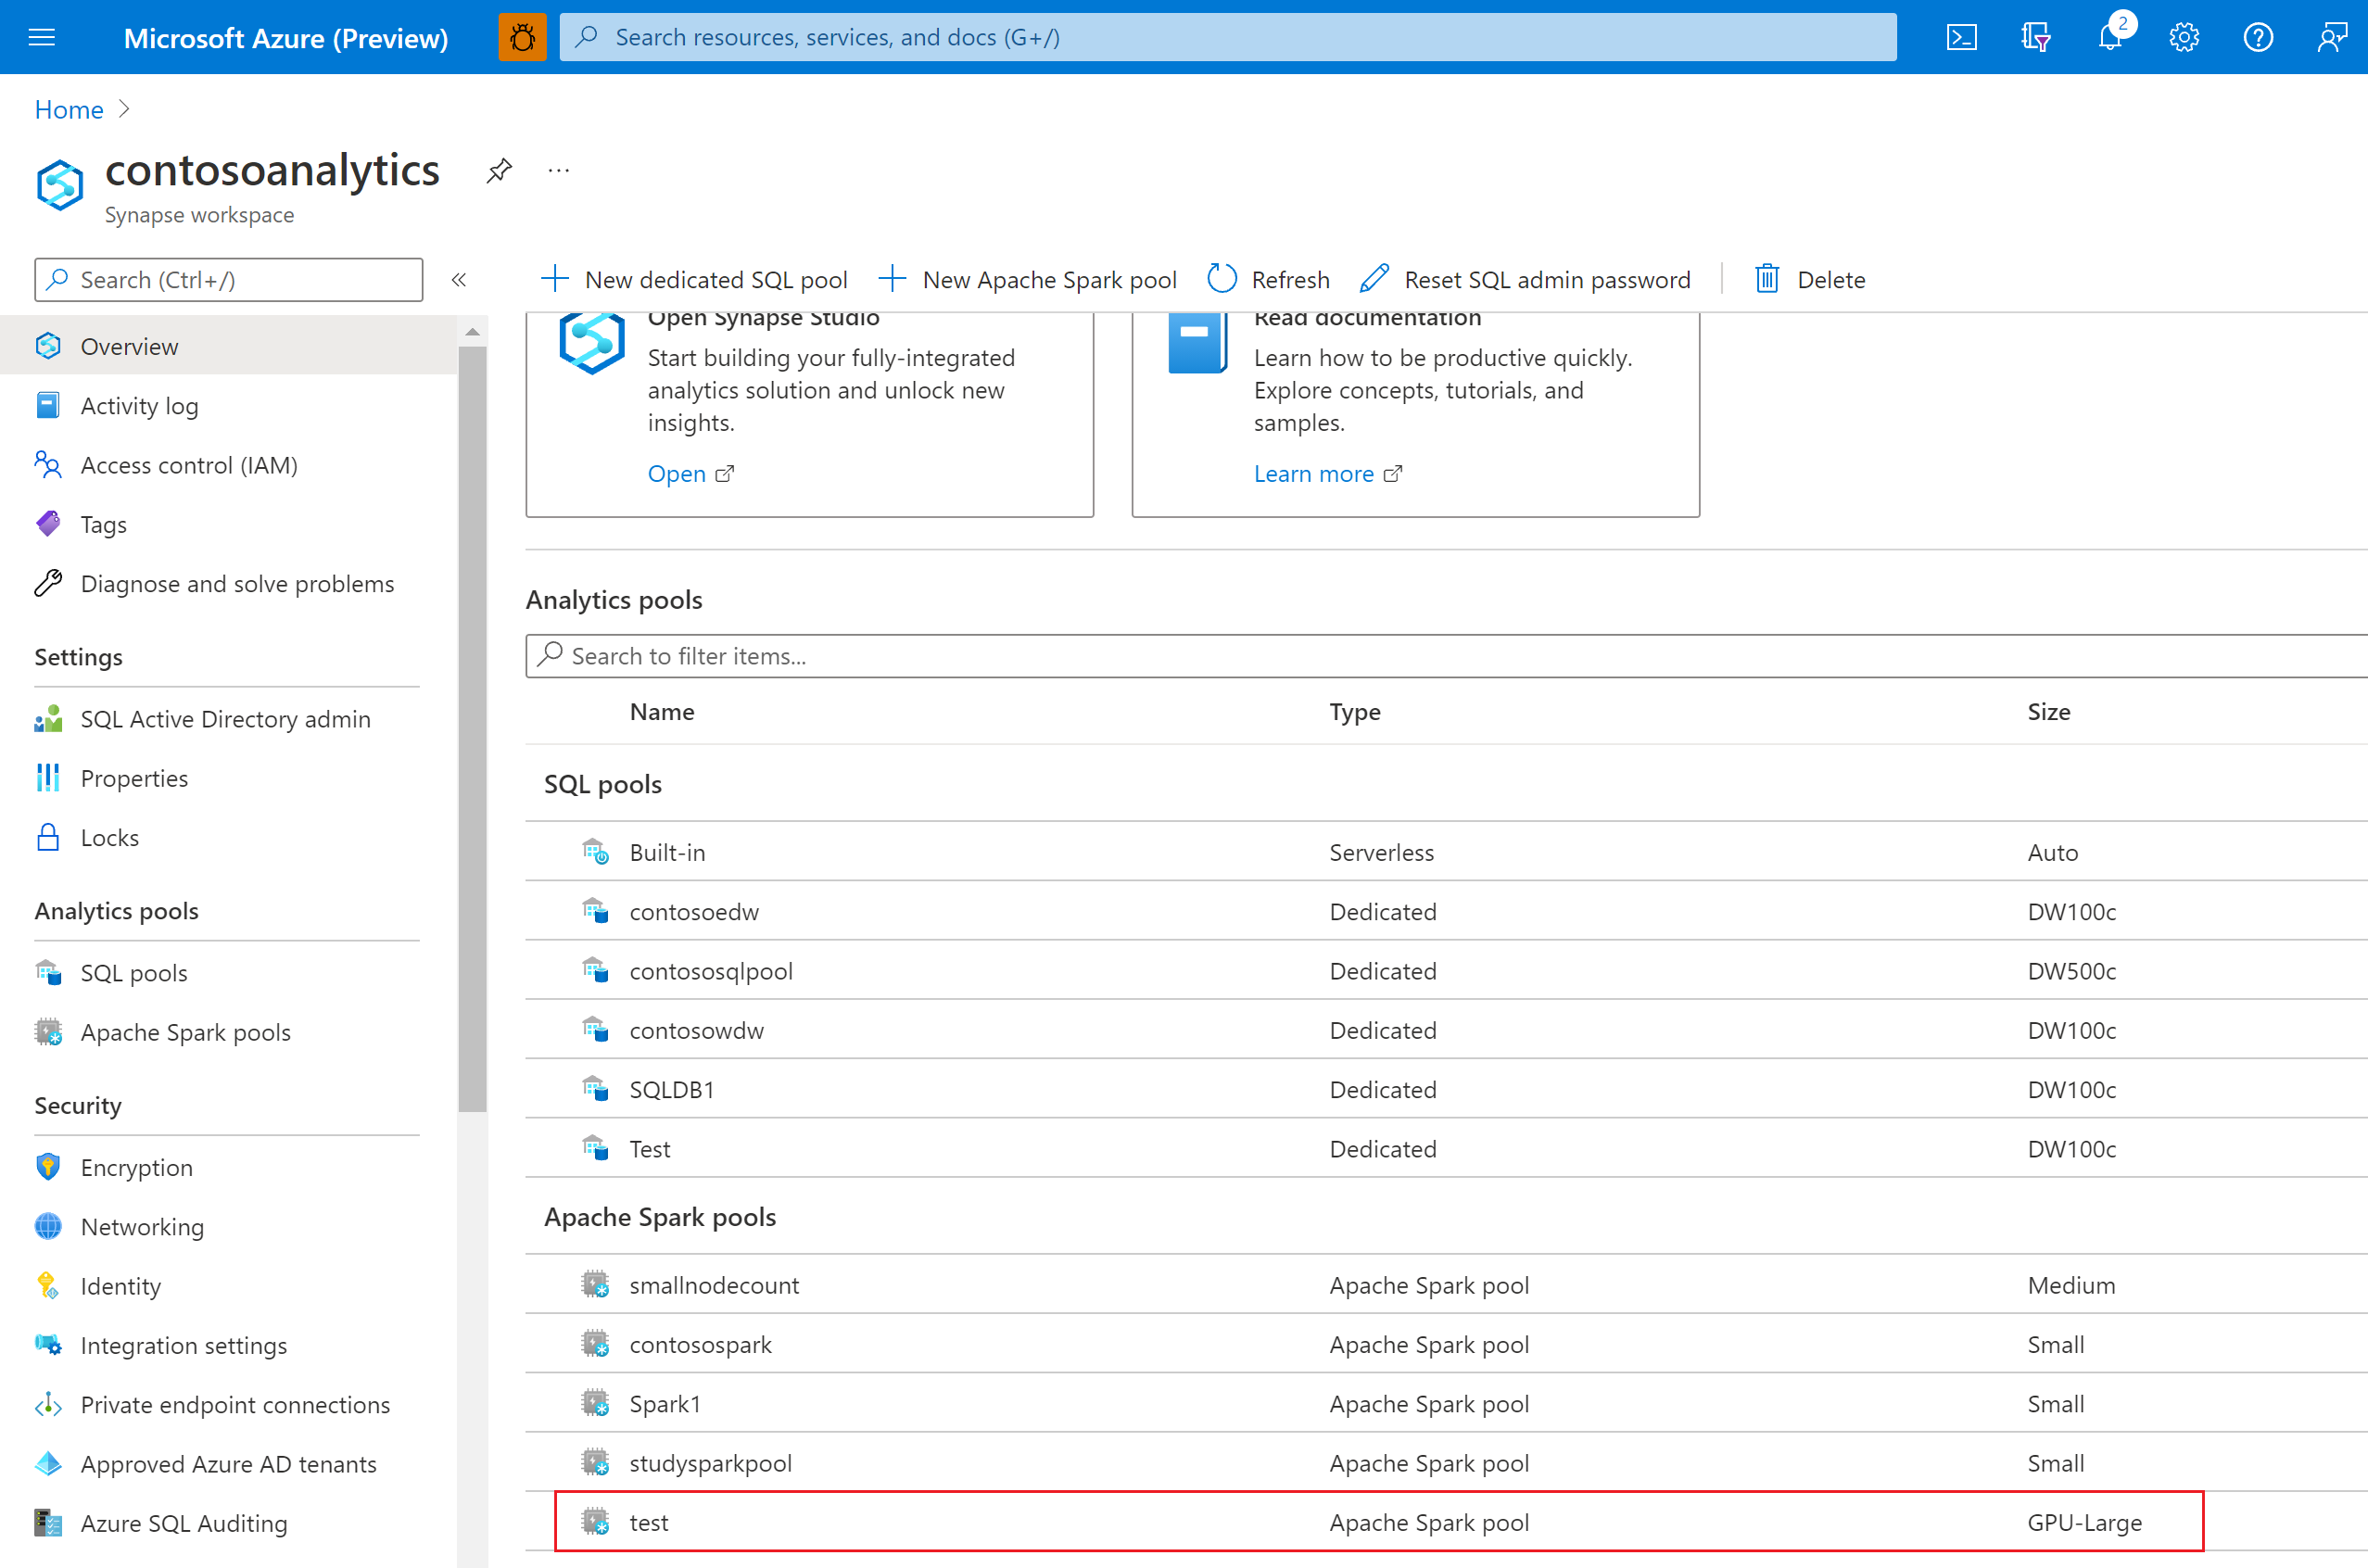 Microsoft Azure (Preview)
Search resources, services, and docs (G+/)
2
Home
contosoanalytics
...
Synapse workspace
Search (Ctrl+/)
«
New dedicated SQL pool
New Apache Spark pool
Refresh
Reset SQL admin password
Delete
Overview
Activity log
Access control (IAM)
Tags
Diagnose and solve problems
Settings
SQL Active Directory admin
Properties
Locks
Analytics pools
SQL pools
Apache Spark pools
Security
Encryption
Networking
Identity
Integration settings
Private endpoint connections
Approved Azure AD tenants
Azure SQL Auditing
Open Synapse Studio
Start building your fully-integrated
analytics solution and unlock new
insights.
Open
Read documentation
Learn how to be productive quickly.
Explore concepts, tutorials, and
samples.
Learn more
Analytics pools
Search to filter items...
Name Type Size
SQL pools
Built-in Serverless Auto
contosoedw Dedicated DW100c
contososqlpool Dedicated DW500c
contosowdw Dedicated DW100c
SQLDB1 Dedicated DW100c
Test Dedicated DW100c
Apache Spark pools
smallnodecount Apache Spark pool Medium
contosospark Apache Spark pool Small
Spark1 Apache Spark pool Small
studysparkpool Apache Spark pool Small
test Apache Spark pool GPU-Large